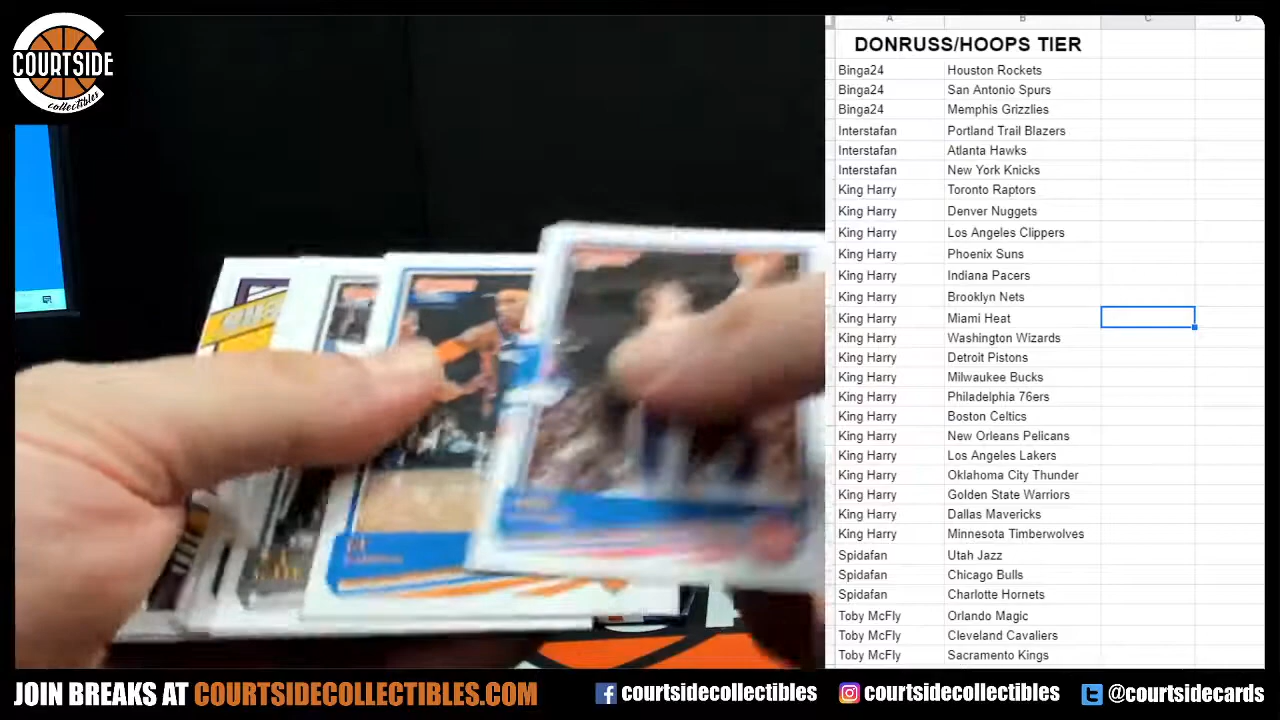 COURTSIDE
collectibles
A B C D
DONRUSS/HOOPS TIER
Binga24 Houston Rockets
Binga24 San Antonio Spurs
Binga24 Memphis Grizzlies
Interstafan Portland Trail Blazers
Interstafan Atlanta Hawks
Interstafan New York Knicks
King Harry Toronto Raptors
King Harry Denver Nuggets
King Harry Los Angeles Clippers
King Harry Phoenix Suns
King Harry Indiana Pacers
King Harry Brooklyn Nets
King Harry Miami Heat
King Harry Washington Wizards
King Harry Detroit Pistons
King Harry Milwaukee Bucks
King Harry Philadelphia 76ers
King Harry Boston Celtics
King Harry New Orleans Pelicans
King Harry Los Angeles Lakers
King Harry Oklahoma City Thunder
King Harry Golden State Warriors
King Harry Dallas Mavericks
King Harry Minnesota Timberwolves
Spidafan Utah Jazz
Spidafan Chicago Bulls
Spidafan Charlotte Hornets
Toby McFly Orlando Magic
Toby McFly Cleveland Cavaliers
Toby McFly Sacramento Kings
JOIN BREAKS AT COURTSIDECOLLECTIBLES.COM courtsidecollectibles courtsidecollectibles @courtsidecards